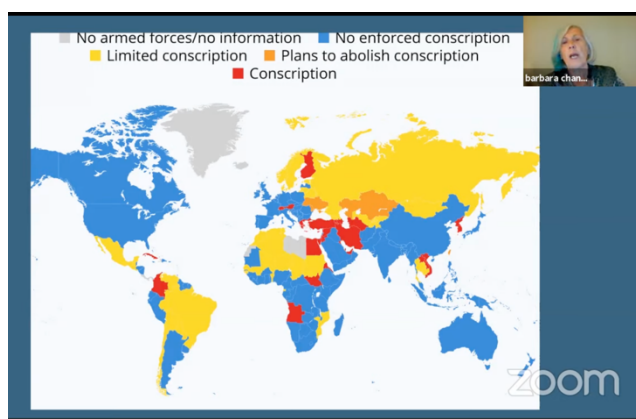 No armed forces/no information No enforced conscription
Limited conscription Plans to abolish conscription
Conscription
barbara chan...
zoom